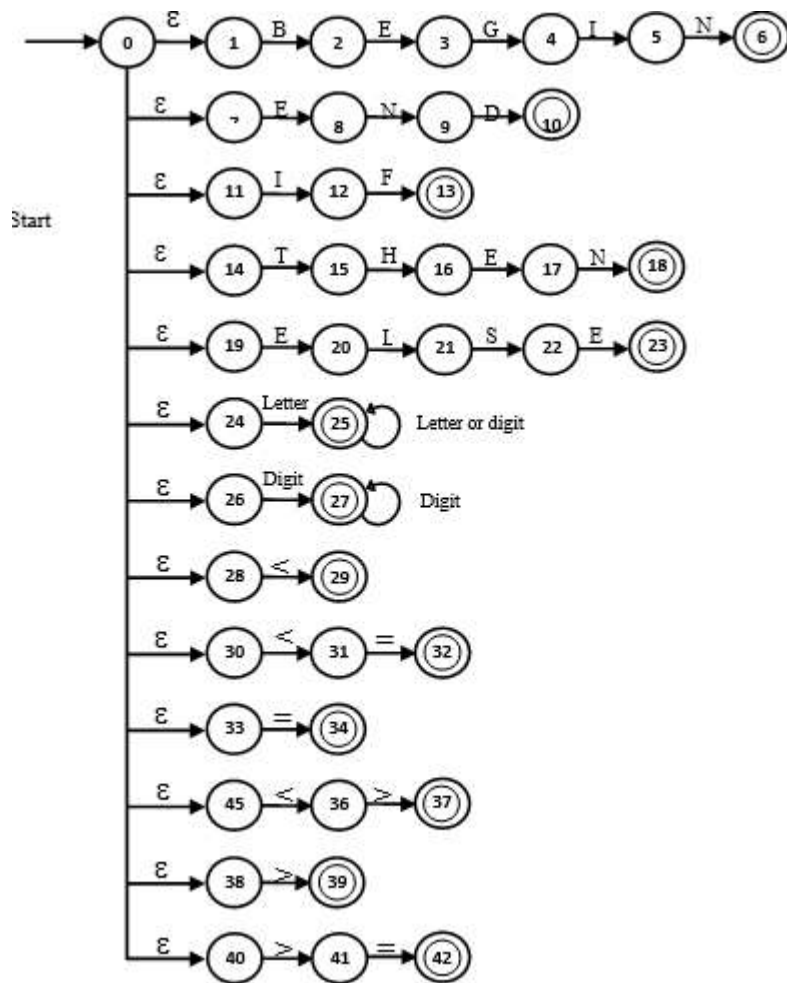 0 ε 1 B 2 E 3 G 4 I 5 N 6
ε E 8 N 9 D 10
ε 11 I 12 F 13
Start
ε 14 T 15 H 16 E 17 N 18
ε 19 E 20 L 21 S 22 E 23
ε 24 Letter 25 Letter or digit
ε 26 Digit 27 Digit
ε 28 < 29
ε 30 < 31 = 32
ε 33 = 34
ε 45 < 36 > 37
ε 38 > 39
ε 40 > 41 = 42